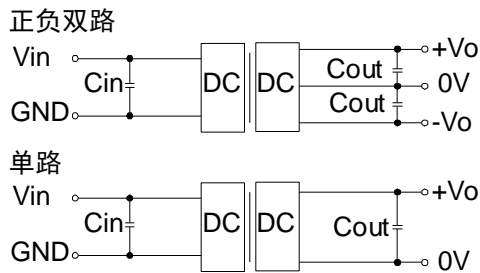 正负双路
Vin
Cin
GND
DC
DC
Cout
Cout
+Vo
0V
-Vo
单路
Vin
Cin
GND
DC
DC
Cout
+Vo
0V